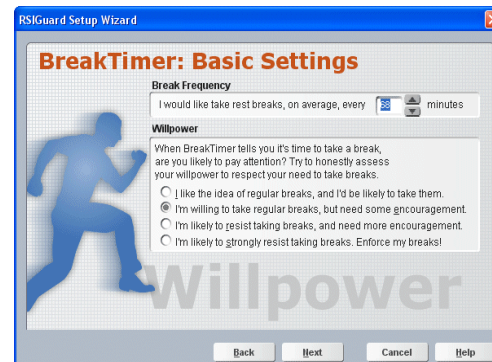 RSIGuard Setup Wizard
BreakTimer: Basic Settings
Break Frequency
I would like take rest breaks, on average, every 58 minutes
Willpower
When BreakTimer tells you it's time to take a break,
are you likely to pay attention? Try to honestly assess
your willpower to respect your need to take breaks.
I like the idea of regular breaks, and I'd be likely to take them.
I'm willing to take regular breaks, but need some encouragement.
I'm likely to resist taking breaks, and need more encouragement.
I'm likely to strongly resist taking breaks. Enforce my breaks!
Willpower
Back Next Cancel Help